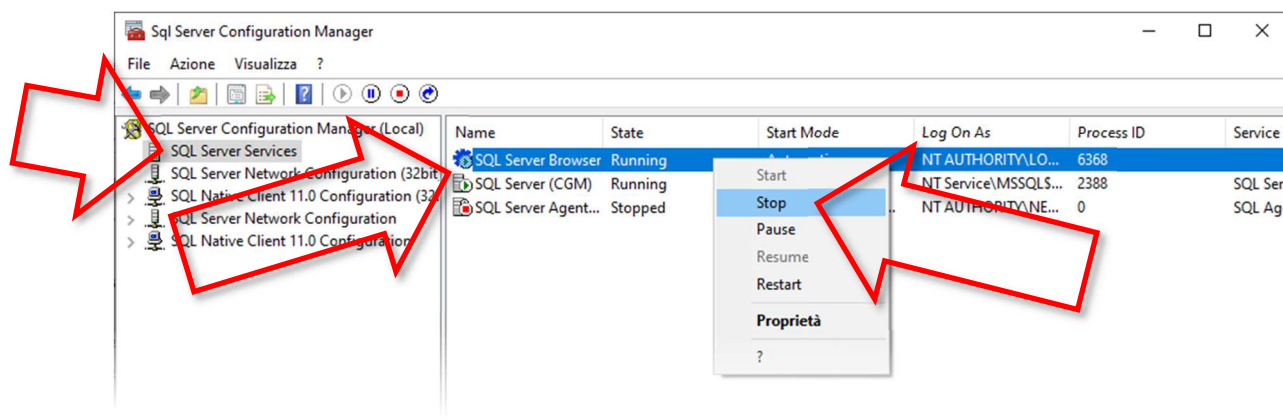 Sql Server Configuration Manager
File Azione Visualizza ?
SQL Server Configuration Manager (Local)
SQL Server Services
SQL Server Network Configuration (32bit
SQL Native Client 11.0 Configuration (32
SQL Server Network Configuration
SQL Native Client 11.0 Configuration
Name State Start Mode Log On As Process ID Service
SQL Server Browser Running NT AUTHORITY\LO... 6368
SQL Server (CGM) Running NT Service\MSSQL$... 2388 SQL Ser
SQL Server Agent... Stopped NT AUTHORITY\NE... 0 SQL Ag
Start
Stop
Pause
Resume
Restart
Proprietà
?